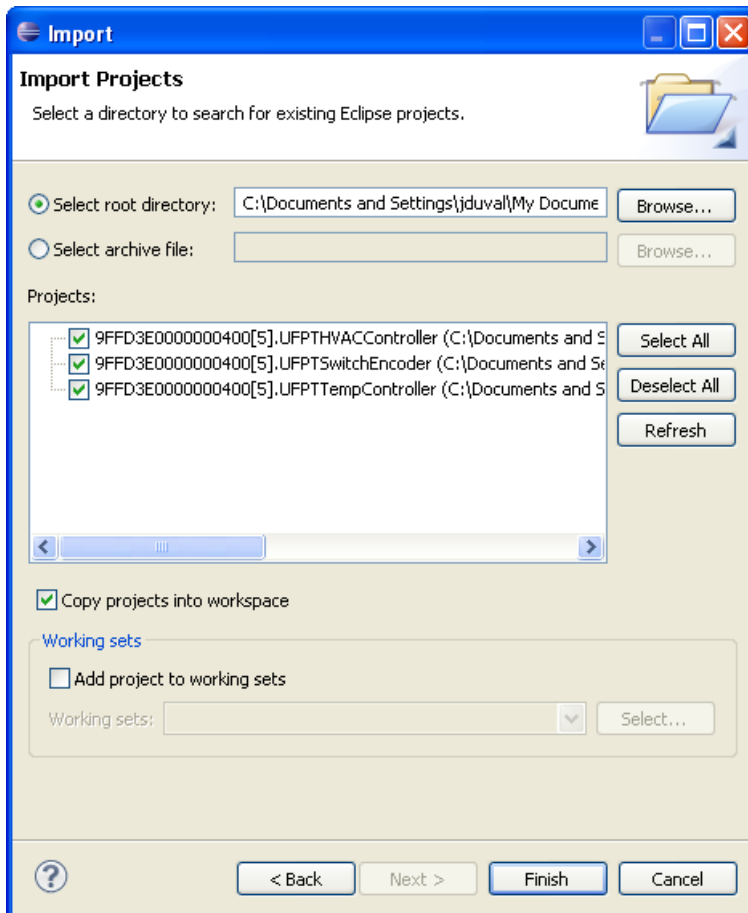 Import
Import Projects
Select a directory to search for existing Eclipse projects.
Select root directory: C:\Documents and Settings\jduval\My Docume Browse...
Select archive file: Browse...
Projects:
9FFD3E0000000400[5].UFPTHVACController (C:\Documents and S
9FFD3E0000000400[5].UFPTSwitchEncoder (C:\Documents and Se
9FFD3E0000000400[5].UFPTTempController (C:\Documents and S
Select All
Deselect All
Refresh
Copy projects into workspace
Working sets
Add project to working sets
Working sets: Select...
? < Back Next > Finish Cancel